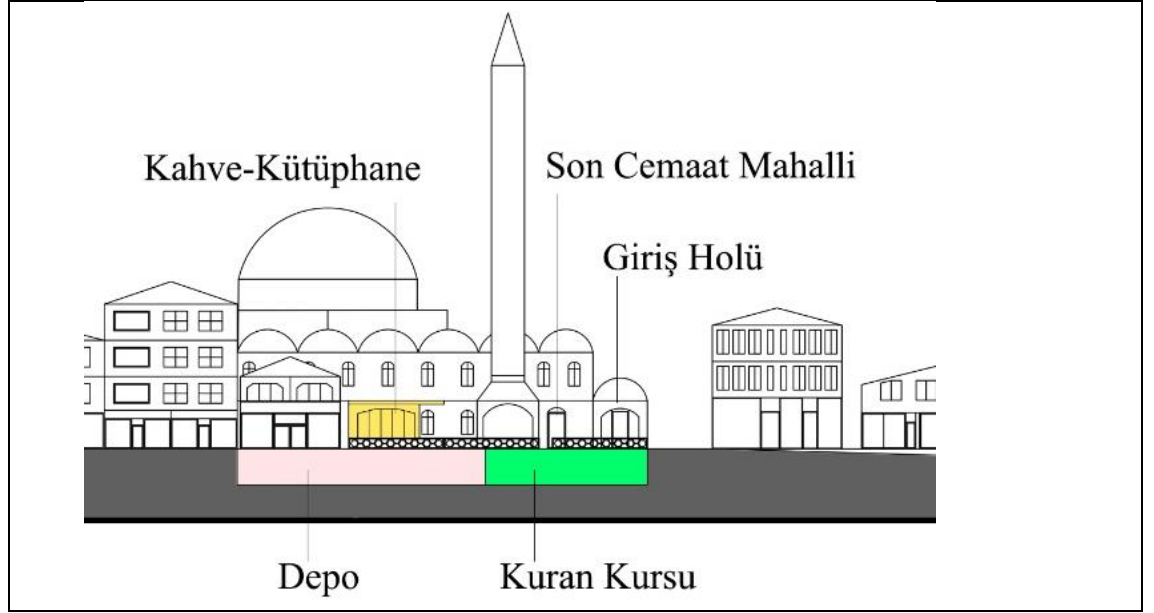 Kahve-Kütüphane
Son Cemaat Mahalli
Giriş Holü
Depo
Kuran Kursu